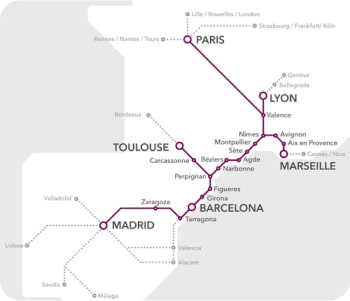 Lille / Bruxelles / London
Strasbourg / Frankfurt/ Köln
Rennes / Nantes / Tours
PARIS
Genève
Bellegrade
LYON
Bordeaux
Valence
Nîmes
Avignon
Montpellier
Aix en Provence
TOULOUSE
Sète
Cannes / Nice
Carcassonne
Béziers
Agde
MARSEILLE
Narbonne
Perpignan
Figueres
Valladolid
Zaragoza
Girona
BARCELONA
MADRID
Tarragona
Lisboe
Valencia
Alacant
Sevilla
Málaga